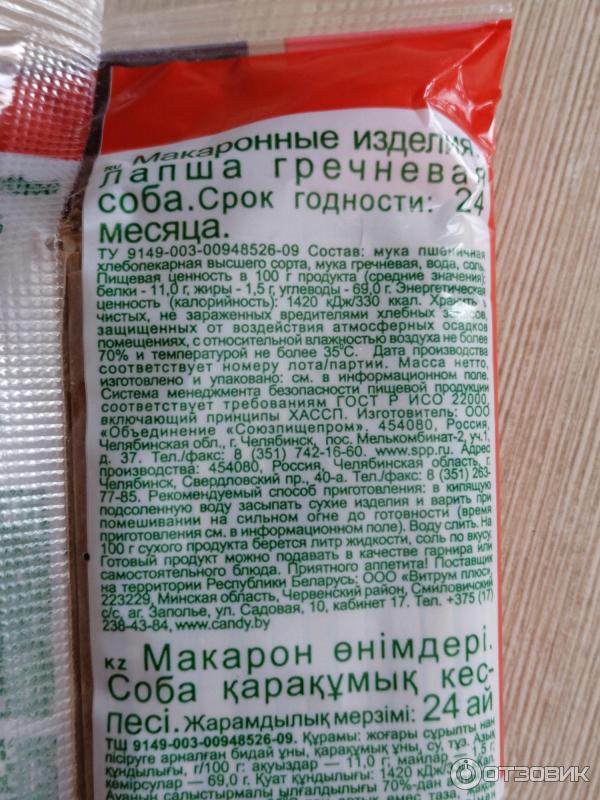 RU Макаронные изделия.
Лапша гречневая
соба. Срок годности: 24
месяца.
ТУ 9149-003-00948526-09 Состав: мука пшеничная
хлебопекарная высшего сорта, мука гречневая, вода, соль.
Пищевая ценность в 100 г продукта (средние значения):
белки - 11,0 г, жиры - 1,5 г, углеводы - 69,0 г. Энергетическая
ценность (калорийность): 1420 кДж/330 ккал. Хранить в
чистых, не зараженных вредителями хлебных запасов,
защищенных от воздействия атмосферных осадков
помещениях, с относительной влажностью воздуха не более
70% и температурой не более 35°С. Дата производства
соответствует номеру лота/партии. Масса нетто,
изготовлено и упаковано: см. в информационном поле.
Система менеджмента безопасности пищевой продукции
соответствует требованиям ГОСТ Р ИСО 22000,
включающий принципы ХАССП. Изготовитель: ООО
«Объединение «Союзпищепром», 454080, Россия,
Челябинская обл., г. Челябинск, пос. Мелькомбинат-2, уч.1,
д. 37. Тел./факс: 8 (351) 742-16-60. www.spp.ru. Адрес
производства: 454080, Россия, Челябинская область, г.
Челябинск, Свердловский пр., 40-а. Тел./факс: 8 (351) 263-
77-85. Рекомендуемый способ приготовления: в кипящую
подсоленную воду засыпать сухие изделия и варить при
помешивании на сильном огне до готовности (время
приготовления см. в информационном поле). Воду слить. На
100 г сухого продукта берется литр жидкости, соль по вкусу.
Готовый продукт можно подавать в качестве гарнира или
самостоятельного блюда. Приятного аппетита! Поставщик
на территории Республики Беларусь: ООО «Витрум плюс»,
223229, Минская область, Червенский район, Смиловичский
с/с, аг. Заполье, ул. Садовая, 10, кабинет 17. Тел. +375 (17)
238-43-84, www.candy.by
KZ Макарон өнімдері.
Соба қарақұмық кес-
песі. Жарамдылық мерзімі: 24 ай
ТШ 9149-003-00948526-09. Құрамы: жоғары сұрыпты нан
пісіруге арналған бидай ұны, қарақұмық ұны, су, тұз. Азық
құндылығы, г/100 г: ақуыздар — 11,0 г; майлар — 1,5 г,
көмірсулар — 69,0 г. Қуат құндылығы: 1420 кДж/330
Ауаның салыстырмалы ылғалдылығы 70%-дан
ОТЗОВИК